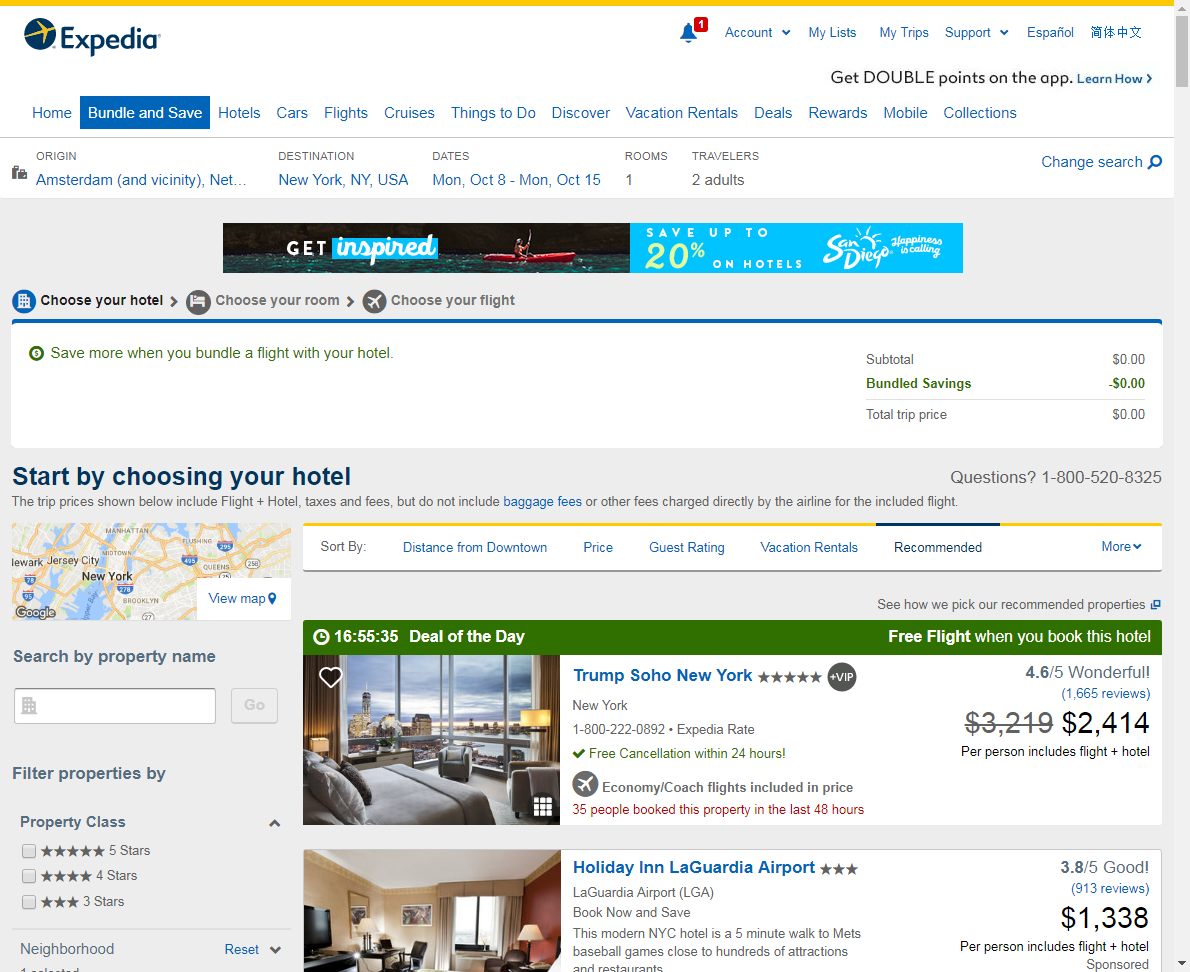 Expedia
1
Account
My Lists
My Trips
Support
Español
简体中文
Get DOUBLE points on the app. Learn How
Home
Bundle and Save
Hotels
Cars
Flights
Cruises
Things to Do
Discover
Vacation Rentals
Deals
Rewards
Mobile
Collections
ORIGIN
Amsterdam (and vicinity), Net...
DESTINATION
New York, NY, USA
DATES
Mon, Oct 8 - Mon, Oct 15
ROOMS
1
TRAVELERS
2 adults
Change search
GET inspired
SAVE UP TO
20%
ON HOTELS
San Diego
Happiness is calling
Choose your hotel
Choose your room
Choose your flight
Save more when you bundle a flight with your hotel.
Subtotal $0.00
Bundled Savings -$0.00
Total trip price $0.00
Start by choosing your hotel
Questions? 1-800-520-8325
The trip prices shown below include Flight + Hotel, taxes and fees, but do not include baggage fees or other fees charged directly by the airline for the included flight.
MANHATTAN
FLUSHING
295
495
ewark
Jersey City
MIDTOWN
QUEENS
258
78
New York
278
95
BROOKLYN
27
Google
View map
Sort By:
Distance from Downtown
Price
Guest Rating
Vacation Rentals
Recommended
More
See how we pick our recommended properties
Search by property name
Go
Filter properties by
Property Class
5 Stars
4 Stars
3 Stars
Neighborhood
Reset
1 selected
16:55:35 Deal of the Day
Free Flight when you book this hotel
Trump Soho New York
+VIP
New York
1-800-222-0892 • Expedia Rate
Free Cancellation within 24 hours!
Economy/Coach flights included in price
35 people booked this property in the last 48 hours
4.6/5 Wonderful!
(1,665 reviews)
$3,219 $2,414
Per person includes flight + hotel
Holiday Inn LaGuardia Airport
LaGuardia Airport (LGA)
Book Now and Save
This modern NYC hotel is a 5 minute walk to Mets
baseball games close to hundreds of attractions
and restaurants
3.8/5 Good!
(913 reviews)
$1,338
Per person includes flight + hotel
Sponsored